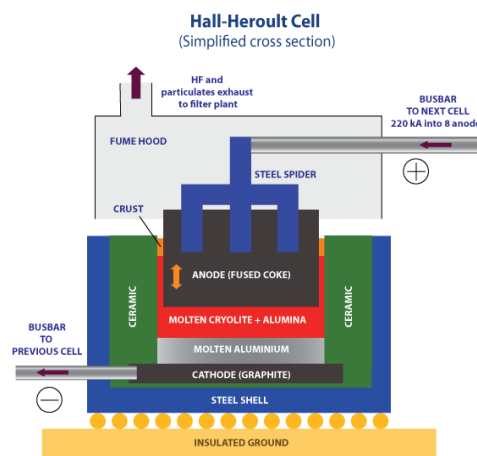 Hall-Heroult Cell
(Simplified cross section)
HF and
particulates exhaust
to filter plant
BUSBAR
TO NEXT CELL
220 kA into 8 anode
FUME HOOD
STEEL SPIDER
+
CRUST
ANODE (FUSED COKE)
CERAMIC
CERAMIC
MOLTEN CRYOLITE + ALUMINA
BUSBAR
TO
PREVIOUS CELL
MOLTEN ALUMINIUM
CATHODE (GRAPHITE)
−
STEEL SHELL
INSULATED GROUND